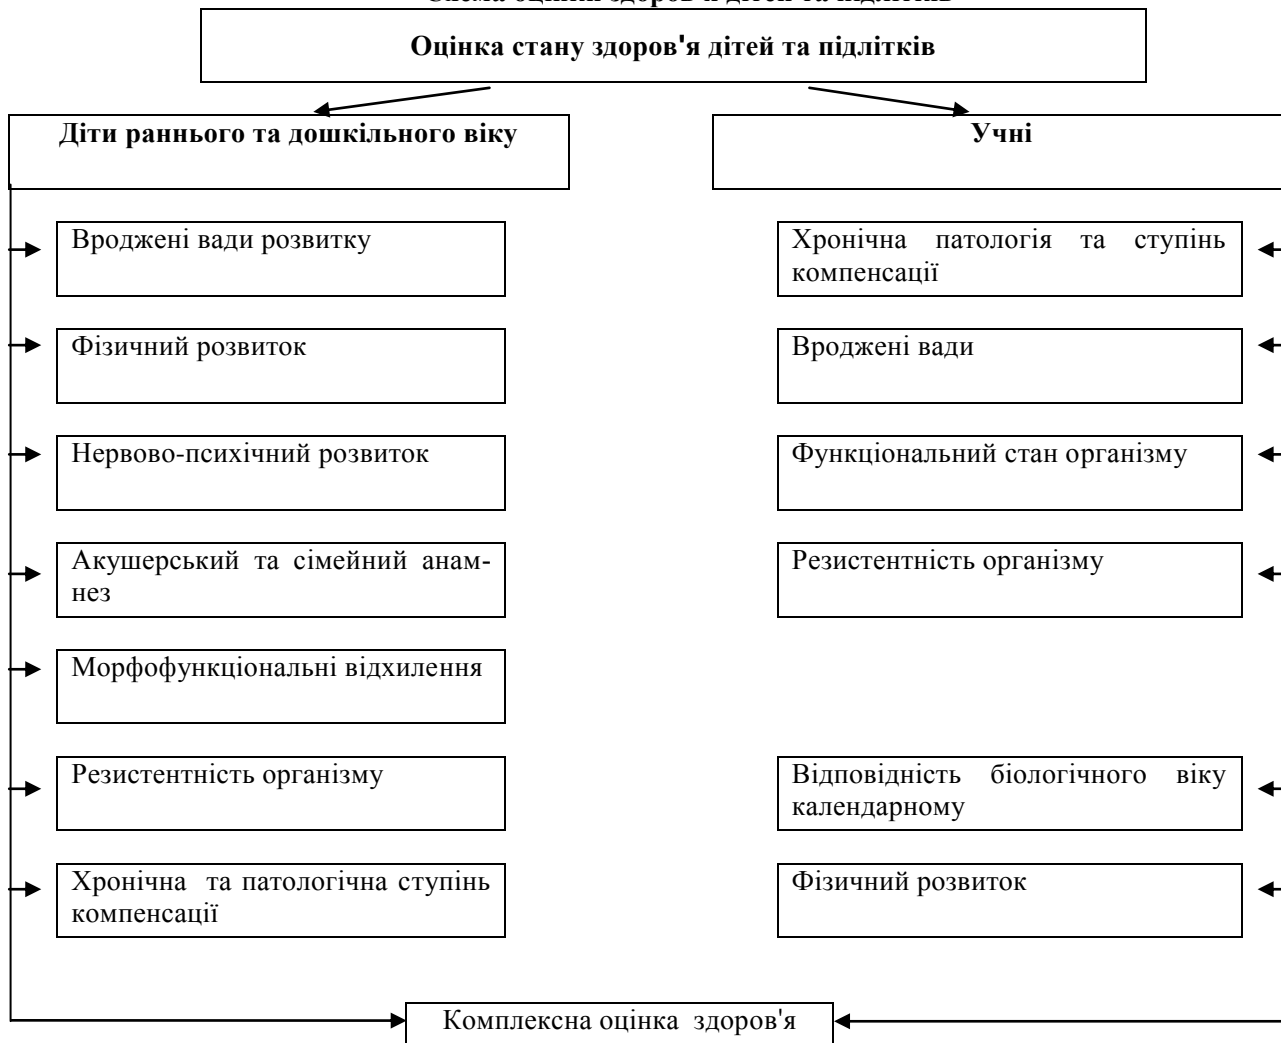 Оцінка стану здоров'я дітей та підлітків
Діти раннього та дошкільного віку
Учні
Вроджені вади розвитку
Хронічна патологія та ступінь
компенсації
Фізичний розвиток
Вроджені вади
Нервово-психічний розвиток
Функціональний стан організму
Акушерський та сімейний анам-
нез
Резистентність організму
Морфофункціональні відхилення
Резистентність організму
Відповідність біологічного віку
календарному
Хронічна та патологічна ступінь
компенсації
Фізичний розвиток
Комплексна оцінка здоров'я